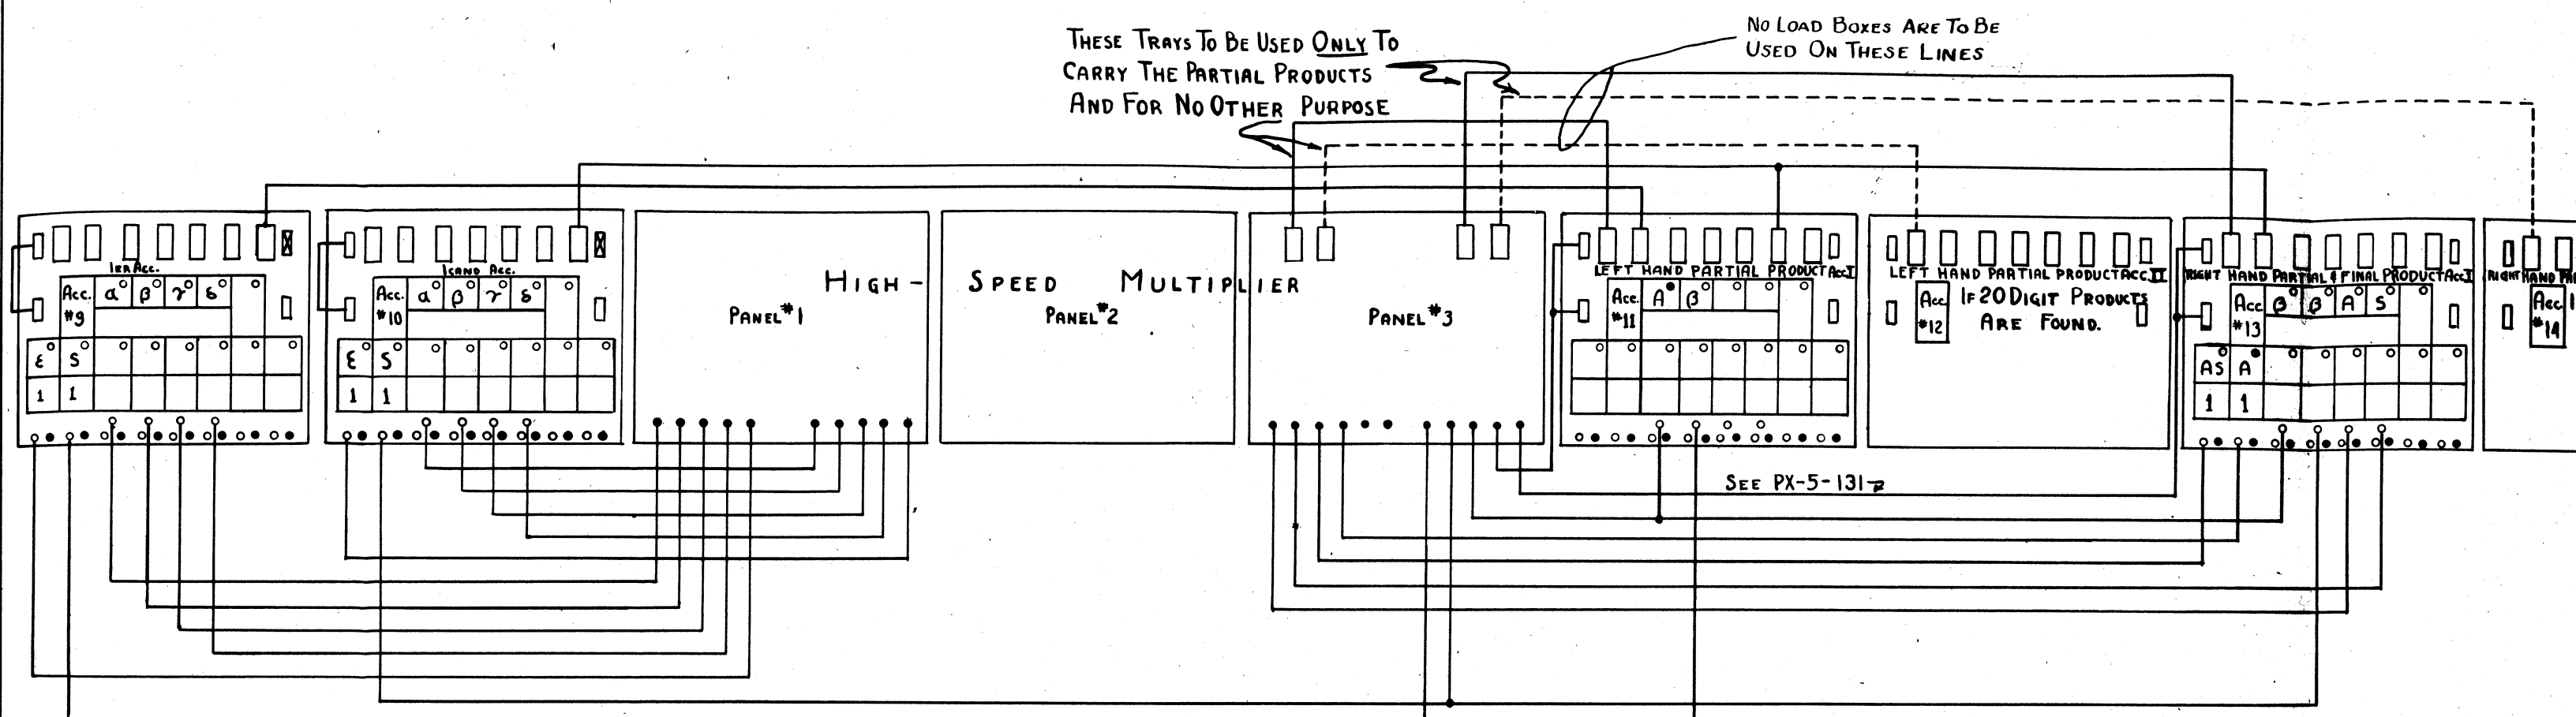 THESE TRAYS TO BE USED ONLY TO
CARRY THE PARTIAL PRODUCTS
AND FOR NO OTHER PURPOSE
NO LOAD BOXES ARE TO BE
USED ON THESE LINES
IER ACC.
Acc. #9
α β γ δ
ε S
1 1
ICAND ACC.
Acc. #10
α β γ δ
ε S
1 1
HIGH- SPEED MULTIPLIER
PANEL #1
PANEL #2
PANEL #3
LEFT HAND PARTIAL PRODUCT Acc I
Acc. #11
A β
LEFT HAND PARTIAL PRODUCT Acc. II
Acc #12
IF 20 DIGIT PRODUCTS
ARE FOUND.
RIGHT HAND PARTIAL & FINAL PRODUCT Acc I
Acc #13
β β A S
AS A
1 1
RIGHT HAND PA
Acc
#14
SEE PX-5-131